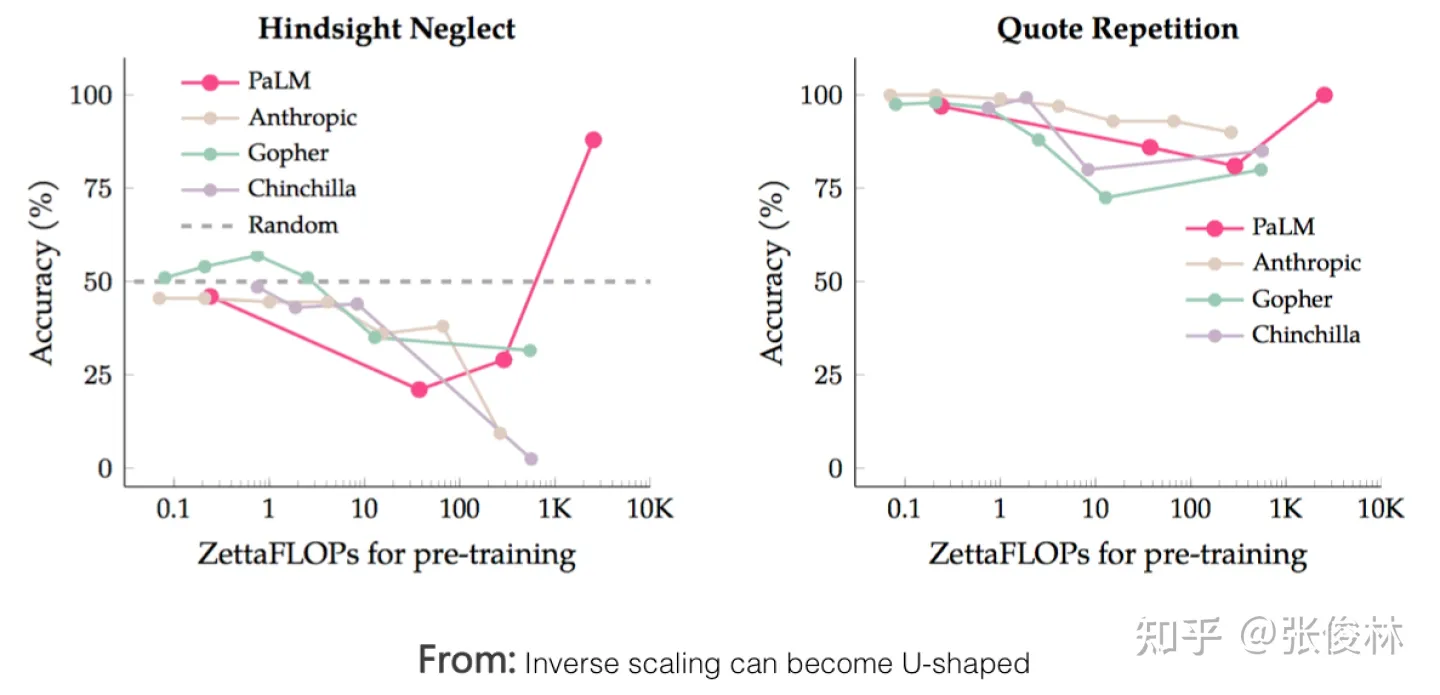 Hindsight Neglect
PaLM
Anthropic
Gopher
Chinchilla
Random
100
75
50
25
0
Accuracy (%)
0.1 1 10 100 1K 10K
ZettaFLOPs for pre-training
Quote Repetition
100
75
50
25
0
Accuracy (%)
PaLM
Anthropic
Gopher
Chinchilla
0.1 1 10 100 1K 10K
ZettaFLOPs for pre-training
知乎 @张俊林
From: Inverse scaling can become U-shaped